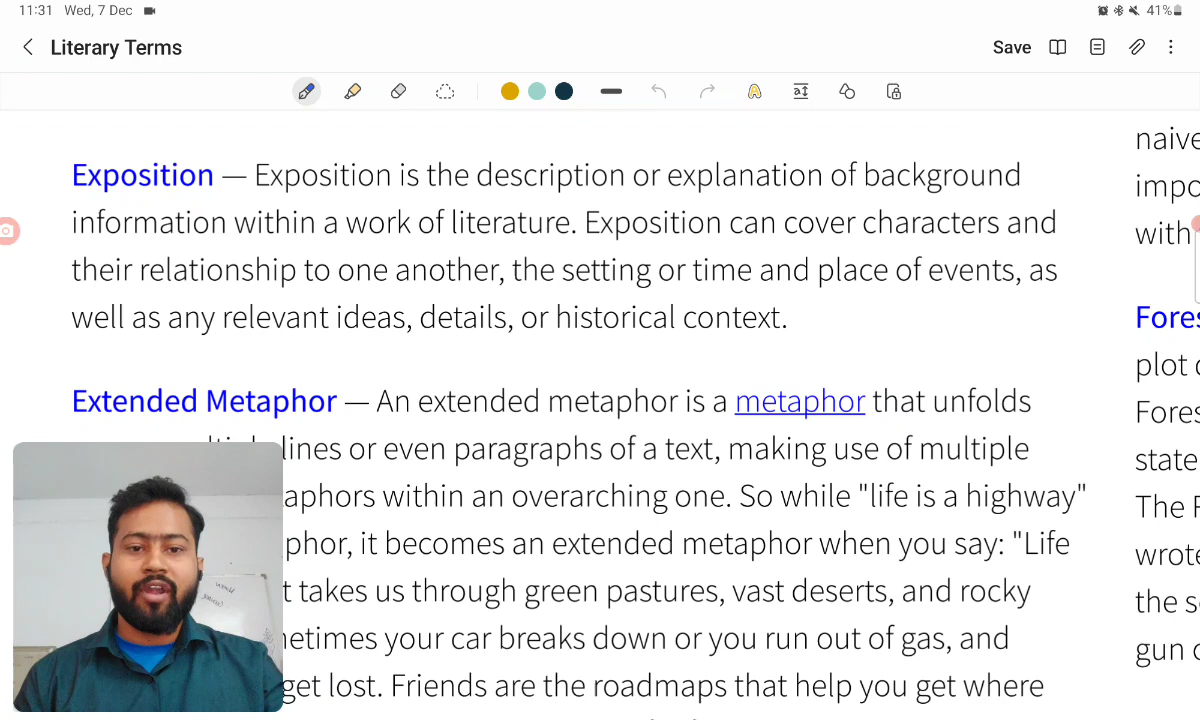 11:31 Wed, 7 Dec 41%
Literary Terms Save
Exposition — Exposition is the description or explanation of background
information within a work of literature. Exposition can cover characters and
their relationship to one another, the setting or time and place of events, as
well as any relevant ideas, details, or historical context.
Extended Metaphor — An extended metaphor is a metaphor that unfolds
lines or even paragraphs of a text, making use of multiple
aphors within an overarching one. So while "life is a highway"
phor, it becomes an extended metaphor when you say: "Life
t takes us through green pastures, vast deserts, and rocky
netimes your car breaks down or you run out of gas, and
get lost. Friends are the roadmaps that help you get where
naive
impo
with
Fores
plot
Fores
state
The F
wrote
the s
gun